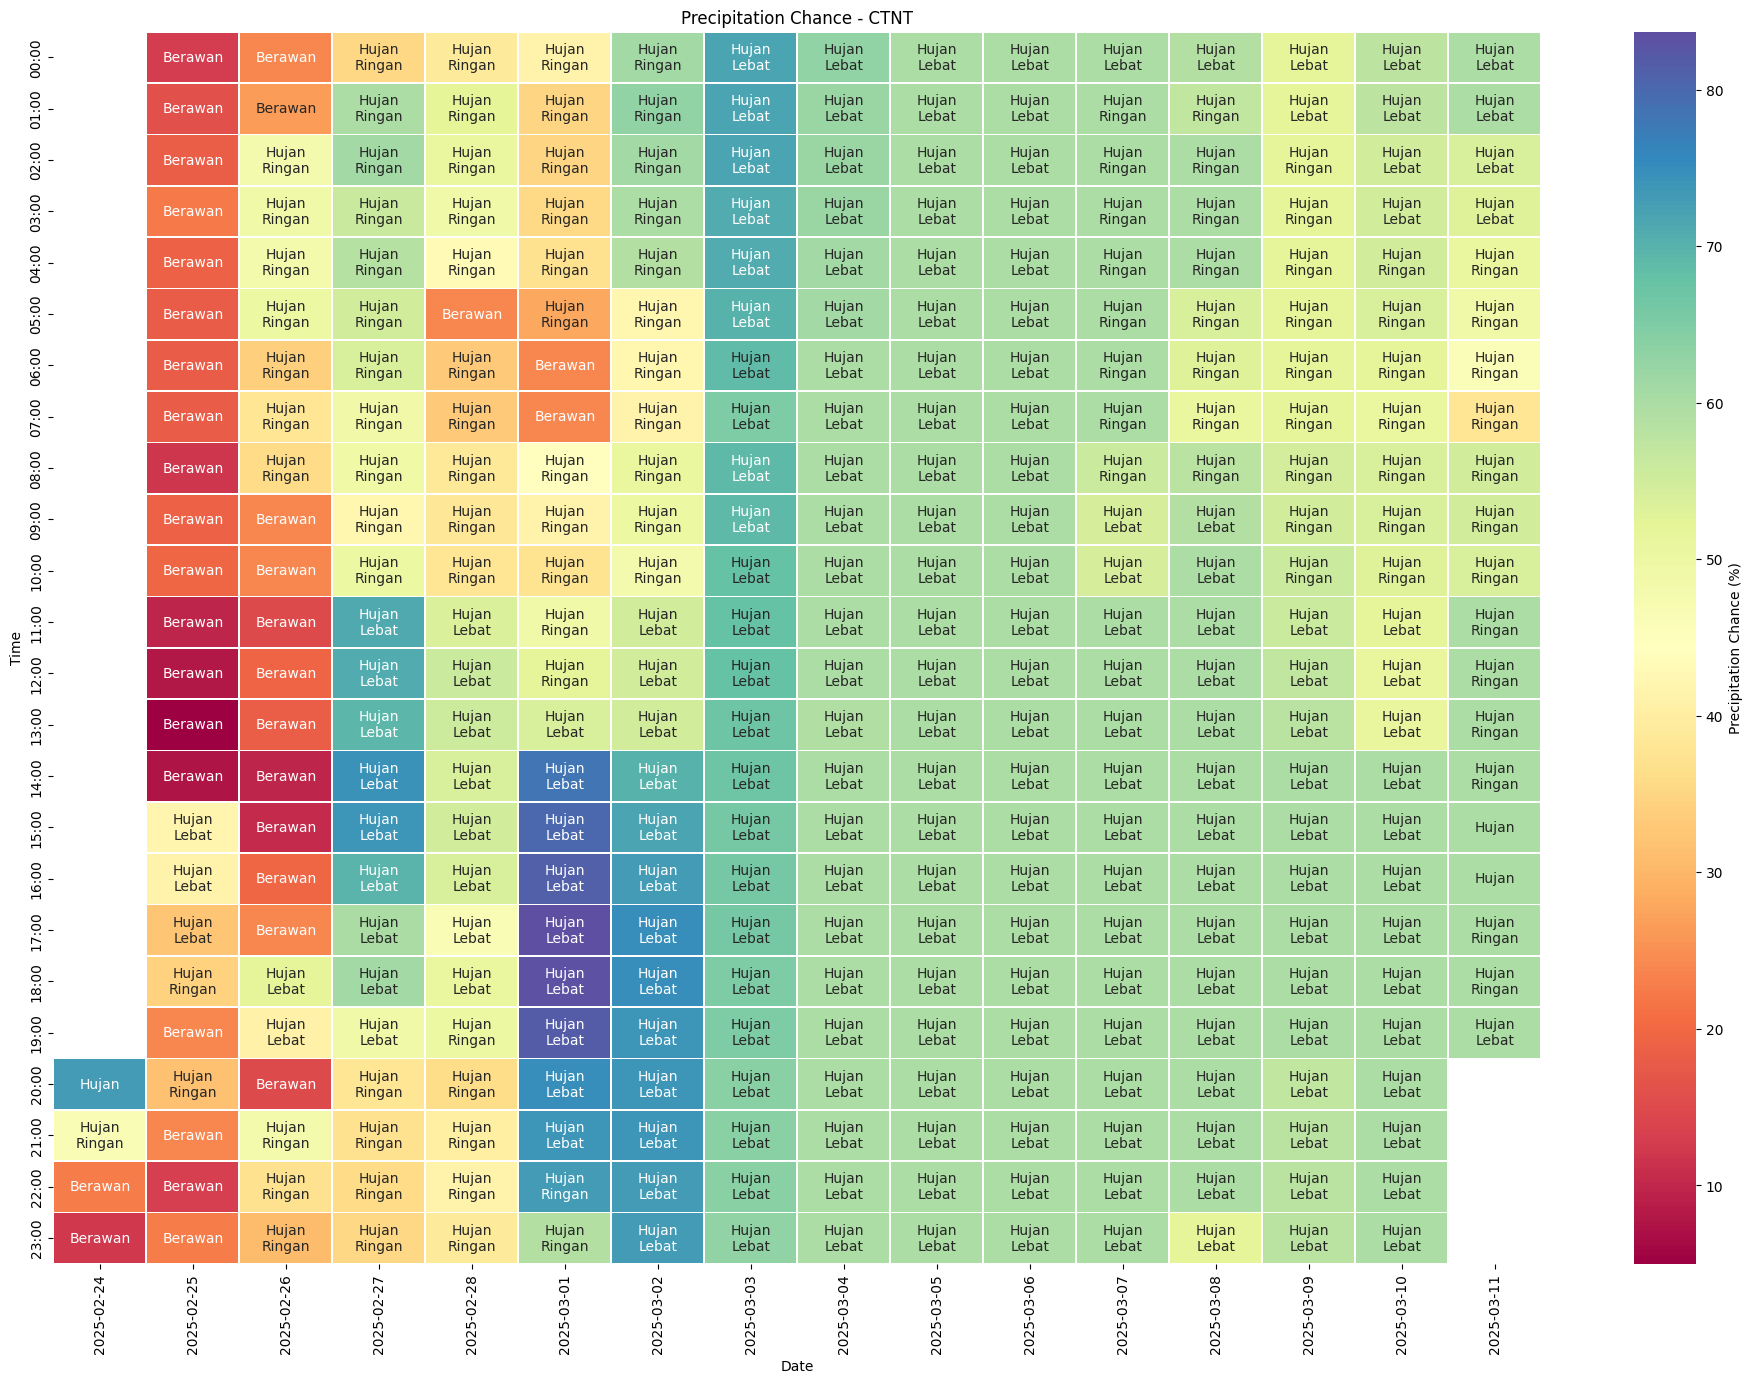 Precipitation Chance - CTNT
Time
00:00 Berawan Berawan Hujan Ringan Hujan Ringan Hujan Ringan Hujan Ringan Hujan Lebat Hujan Lebat Hujan Lebat Hujan Lebat Hujan Lebat Hujan Lebat Hujan Lebat Hujan Lebat Hujan Lebat
01:00 Berawan Berawan Hujan Ringan Hujan Ringan Hujan Ringan Hujan Ringan Hujan Lebat Hujan Lebat Hujan Lebat Hujan Lebat Hujan Ringan Hujan Ringan Hujan Lebat Hujan Lebat Hujan Lebat
02:00 Berawan Hujan Ringan Hujan Ringan Hujan Ringan Hujan Ringan Hujan Ringan Hujan Lebat Hujan Lebat Hujan Lebat Hujan Lebat Hujan Ringan Hujan Ringan Hujan Ringan Hujan Lebat Hujan Lebat
03:00 Berawan Hujan Ringan Hujan Ringan Hujan Ringan Hujan Ringan Hujan Ringan Hujan Lebat Hujan Lebat Hujan Lebat Hujan Lebat Hujan Ringan Hujan Ringan Hujan Ringan Hujan Lebat Hujan Lebat
04:00 Berawan Hujan Ringan Hujan Ringan Hujan Ringan Hujan Ringan Hujan Ringan Hujan Lebat Hujan Lebat Hujan Lebat Hujan Lebat Hujan Ringan Hujan Ringan Hujan Ringan Hujan Ringan Hujan Ringan
05:00 Berawan Hujan Ringan Hujan Ringan Berawan Hujan Ringan Hujan Ringan Hujan Lebat Hujan Lebat Hujan Lebat Hujan Lebat Hujan Ringan Hujan Ringan Hujan Ringan Hujan Ringan Hujan Ringan
06:00 Berawan Hujan Ringan Hujan Ringan Hujan Ringan Berawan Hujan Ringan Hujan Lebat Hujan Lebat Hujan Lebat Hujan Lebat Hujan Ringan Hujan Ringan Hujan Ringan Hujan Ringan Hujan Ringan
07:00 Berawan Hujan Ringan Hujan Ringan Hujan Ringan Berawan Hujan Ringan Hujan Lebat Hujan Lebat Hujan Lebat Hujan Lebat Hujan Ringan Hujan Ringan Hujan Ringan Hujan Ringan Hujan Ringan
08:00 Berawan Hujan Ringan Hujan Ringan Hujan Ringan Hujan Ringan Hujan Ringan Hujan Lebat Hujan Lebat Hujan Lebat Hujan Lebat Hujan Ringan Hujan Ringan Hujan Ringan Hujan Ringan Hujan Ringan
09:00 Berawan Berawan Hujan Ringan Hujan Ringan Hujan Ringan Hujan Ringan Hujan Lebat Hujan Lebat Hujan Lebat Hujan Lebat Hujan Lebat Hujan Lebat Hujan Ringan Hujan Ringan Hujan Ringan
10:00 Berawan Berawan Hujan Ringan Hujan Ringan Hujan Ringan Hujan Ringan Hujan Lebat Hujan Lebat Hujan Lebat Hujan Lebat Hujan Lebat Hujan Lebat Hujan Ringan Hujan Ringan Hujan Ringan
11:00 Berawan Berawan Hujan Lebat Hujan Lebat Hujan Ringan Hujan Lebat Hujan Lebat Hujan Lebat Hujan Lebat Hujan Lebat Hujan Lebat Hujan Lebat Hujan Lebat Hujan Lebat Hujan Ringan
12:00 Berawan Berawan Hujan Lebat Hujan Lebat Hujan Ringan Hujan Lebat Hujan Lebat Hujan Lebat Hujan Lebat Hujan Lebat Hujan Lebat Hujan Lebat Hujan Lebat Hujan Lebat Hujan Ringan
13:00 Berawan Berawan Hujan Lebat Hujan Lebat Hujan Lebat Hujan Lebat Hujan Lebat Hujan Lebat Hujan Lebat Hujan Lebat Hujan Lebat Hujan Lebat Hujan Lebat Hujan Lebat Hujan Ringan
14:00 Berawan Berawan Hujan Lebat Hujan Lebat Hujan Lebat Hujan Lebat Hujan Lebat Hujan Lebat Hujan Lebat Hujan Lebat Hujan Lebat Hujan Lebat Hujan Lebat Hujan Lebat Hujan Ringan
15:00 Hujan Lebat Berawan Hujan Lebat Hujan Lebat Hujan Lebat Hujan Lebat Hujan Lebat Hujan Lebat Hujan Lebat Hujan Lebat Hujan Lebat Hujan Lebat Hujan Lebat Hujan Lebat Hujan
16:00 Hujan Lebat Berawan Hujan Lebat Hujan Lebat Hujan Lebat Hujan Lebat Hujan Lebat Hujan Lebat Hujan Lebat Hujan Lebat Hujan Lebat Hujan Lebat Hujan Lebat Hujan Lebat Hujan
17:00 Hujan Lebat Berawan Hujan Lebat Hujan Lebat Hujan Lebat Hujan Lebat Hujan Lebat Hujan Lebat Hujan Lebat Hujan Lebat Hujan Lebat Hujan Lebat Hujan Lebat Hujan Lebat Hujan Ringan
18:00 Hujan Ringan Hujan Lebat Hujan Lebat Hujan Lebat Hujan Lebat Hujan Lebat Hujan Lebat Hujan Lebat Hujan Lebat Hujan Lebat Hujan Lebat Hujan Lebat Hujan Lebat Hujan Lebat Hujan Ringan
19:00 Berawan Hujan Lebat Hujan Lebat Hujan Ringan Hujan Lebat Hujan Lebat Hujan Lebat Hujan Lebat Hujan Lebat Hujan Lebat Hujan Lebat Hujan Lebat Hujan Lebat Hujan Lebat Hujan Lebat
20:00 Hujan Hujan Ringan Berawan Hujan Ringan Hujan Ringan Hujan Lebat Hujan Lebat Hujan Lebat Hujan Lebat Hujan Lebat Hujan Lebat Hujan Lebat Hujan Lebat Hujan Lebat Hujan Lebat
21:00 Hujan Ringan Berawan Hujan Ringan Hujan Ringan Hujan Ringan Hujan Lebat Hujan Lebat Hujan Lebat Hujan Lebat Hujan Lebat Hujan Lebat Hujan Lebat Hujan Lebat Hujan Lebat Hujan Lebat
22:00 Berawan Berawan Hujan Ringan Hujan Ringan Hujan Ringan Hujan Ringan Hujan Lebat Hujan Lebat Hujan Lebat Hujan Lebat Hujan Lebat Hujan Lebat Hujan Lebat Hujan Lebat Hujan Lebat
23:00 Berawan Berawan Hujan Ringan Hujan Ringan Hujan Ringan Hujan Ringan Hujan Lebat Hujan Lebat Hujan Lebat Hujan Lebat Hujan Lebat Hujan Lebat Hujan Lebat Hujan Lebat Hujan Lebat
2025-02-24 2025-02-25 2025-02-26 2025-02-27 2025-02-28 2025-03-01 2025-03-02 2025-03-03 2025-03-04 2025-03-05 2025-03-06 2025-03-07 2025-03-08 2025-03-09 2025-03-10 2025-03-11
Date
80
70
60
50
40
30
20
10
Precipitation Chance (%)